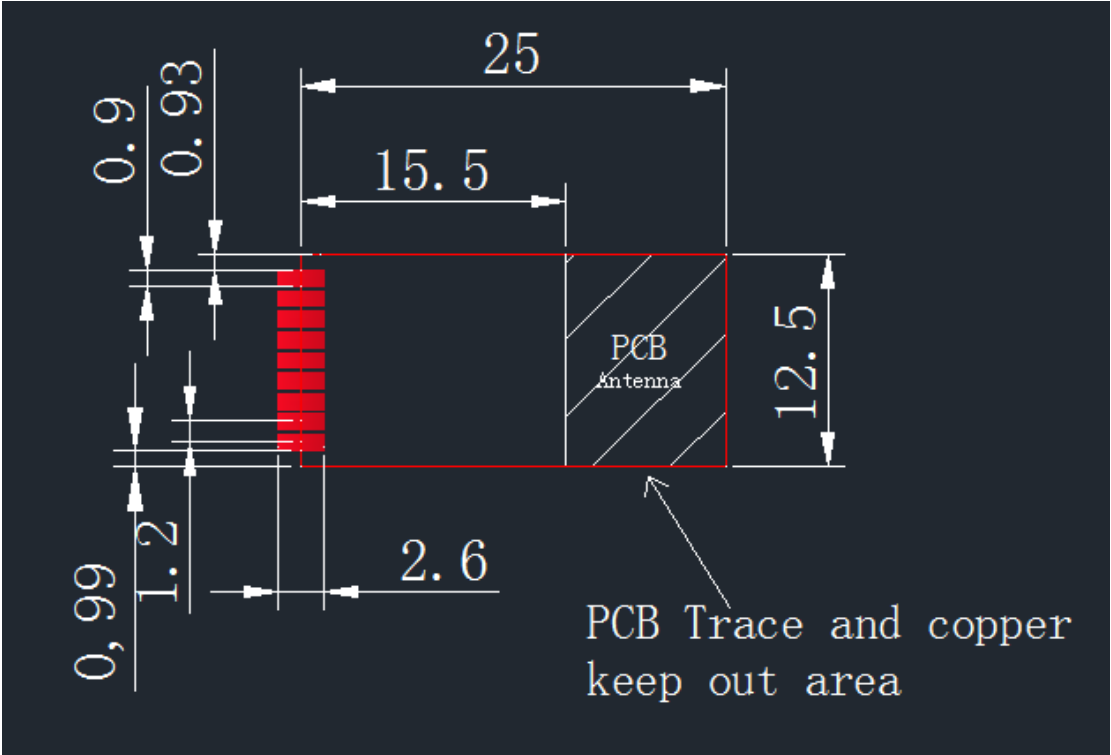 25
0.93
0.9
15.5
12.5
PCB
Antenna
1.2
2.6
0,99
PCB Trace and copper
keep out area